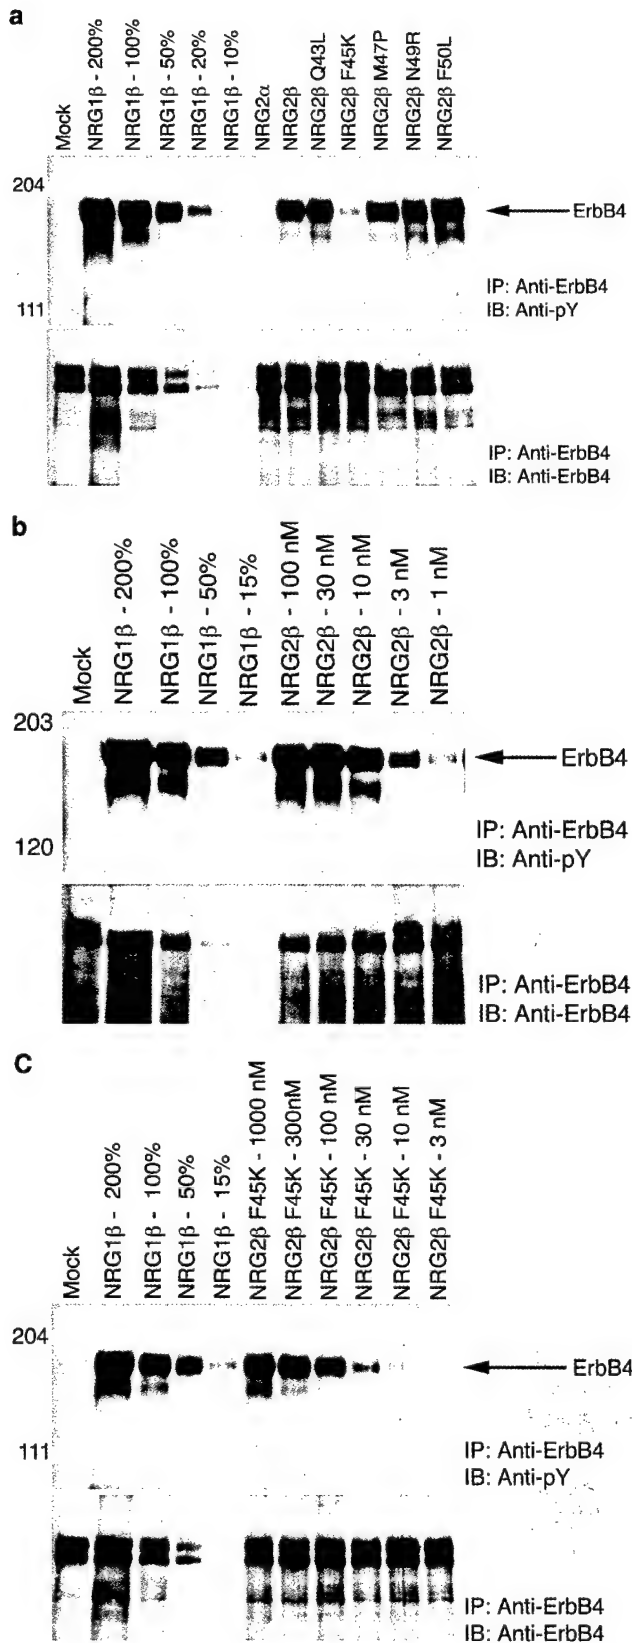 a
Mock
NRG1β - 200%
NRG1β - 100%
NRG1β - 50%
NRG1β - 20%
NRG1β - 10%
NRG2α
NRG2β
NRG2β Q43L
NRG2β F45K
NRG2β M47P
NRG2β N49R
NRG2β F50L
204
ErbB4
IP: Anti-ErbB4
IB: Anti-pY
111
IP: Anti-ErbB4
IB: Anti-ErbB4
b
Mock
NRG1β - 200%
NRG1β - 100%
NRG1β - 50%
NRG1β - 15%
NRG2β - 100 nM
NRG2β - 30 nM
NRG2β - 10 nM
NRG2β - 3 nM
NRG2β - 1 nM
203
ErbB4
IP: Anti-ErbB4
120
IB: Anti-pY
IP: Anti-ErbB4
IB: Anti-ErbB4
C
Mock
NRG1β - 200%
NRG1β - 100%
NRG1β - 50%
NRG1β - 15%
NRG2β F45K - 1000 nM
NRG2β F45K - 300nM
NRG2β F45K - 100 nM
NRG2β F45K - 30 nM
NRG2β F45K - 10 nM
NRG2β F45K - 3 nM
204
ErbB4
111
IP: Anti-ErbB4
IB: Anti-pY
IP: Anti-ErbB4
IB: Anti-ErbB4